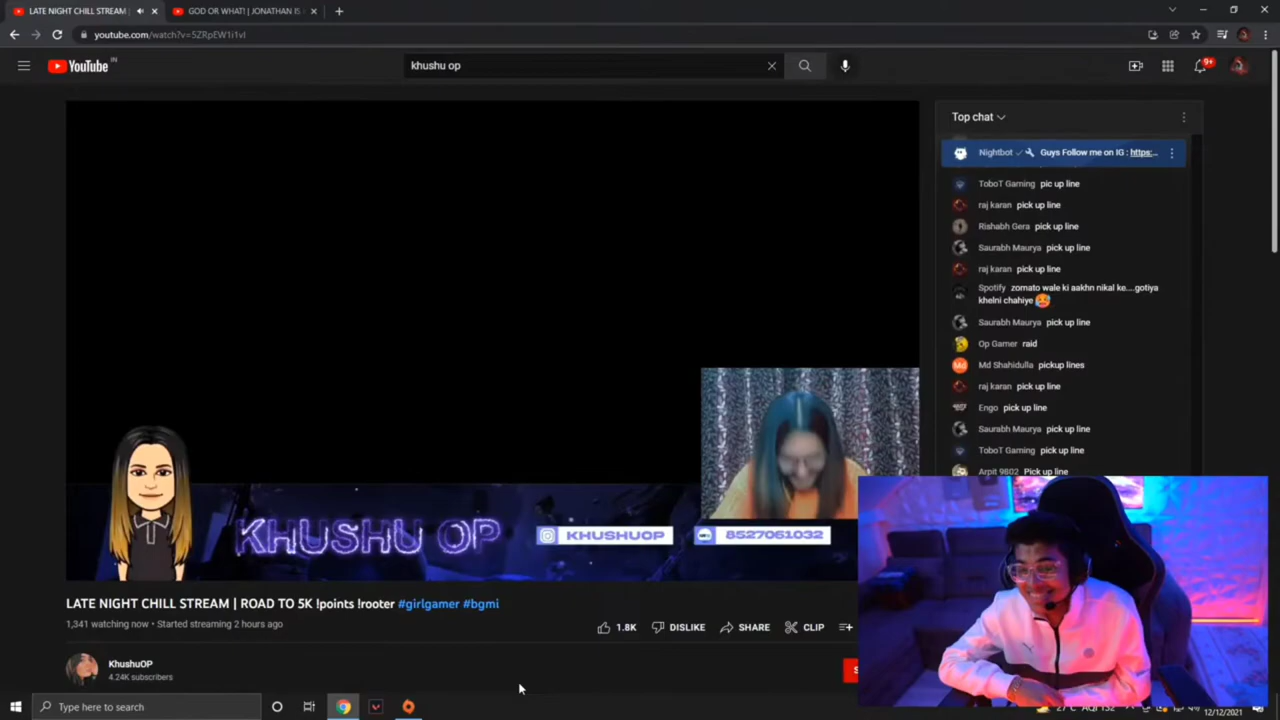 LATE NIGHT CHILL STREAM |
GOD OR WHAT! | JONATHAN IS
youtube.com/watch?v=5ZRpEW1i1vI
YouTube IN
khushu op
9+
Top chat
Nightbot Guys Follow me on IG : https:...
ToboT Gaming pic up line
raj karan pick up line
Rishabh Gera pick up line
Saurabh Maurya pick up line
raj karan pick up line
Spotify zomato wale ki aakhn nikal ke....gotiya
khelni chahiye
Saurabh Maurya pick up line
Op Gamer raid
Md Md Shahidulla pickup lines
raj karan pick up line
Engo pick up line
Saurabh Maurya pick up line
ToboT Gaming pick up line
Arpit 9802 Pick up line
KHUSHU OP
KHUSHUOP
8527061032
LATE NIGHT CHILL STREAM | ROAD TO 5K !points !rooter #girlgamer #bgmi
1,341 watching now • Started streaming 2 hours ago
1.8K
DISLIKE
SHARE
CLIP
KhushuOP
4.24K subscribers
Type here to search
27°C AQI 152
12/12/2021